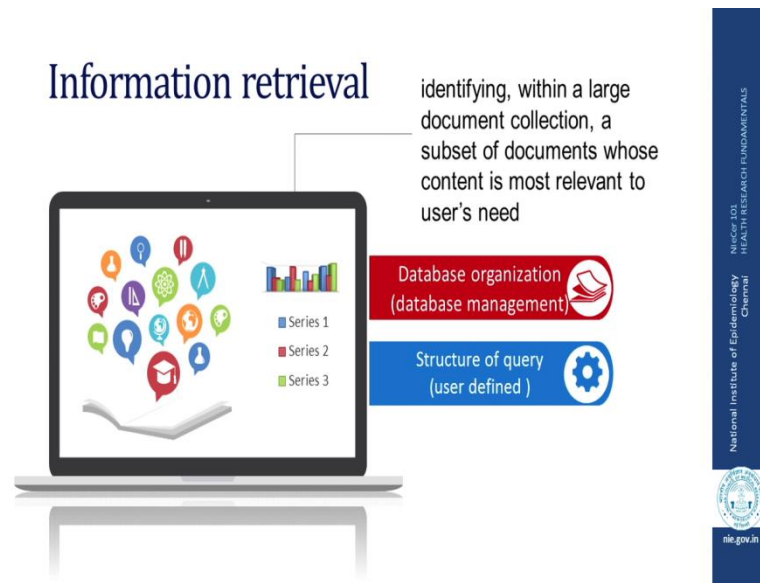 Information retrieval
identifying, within a large
document collection, a
subset of documents whose
content is most relevant to
user's need
Database organization
(database management)
Structure of query
(user defined )
Series 1
Series 2
Series 3
NieCer 101
HEALTH RESEARCH FUNDAMENTALS
National Institute of Epidemiology
Chennai
nie.gov.in